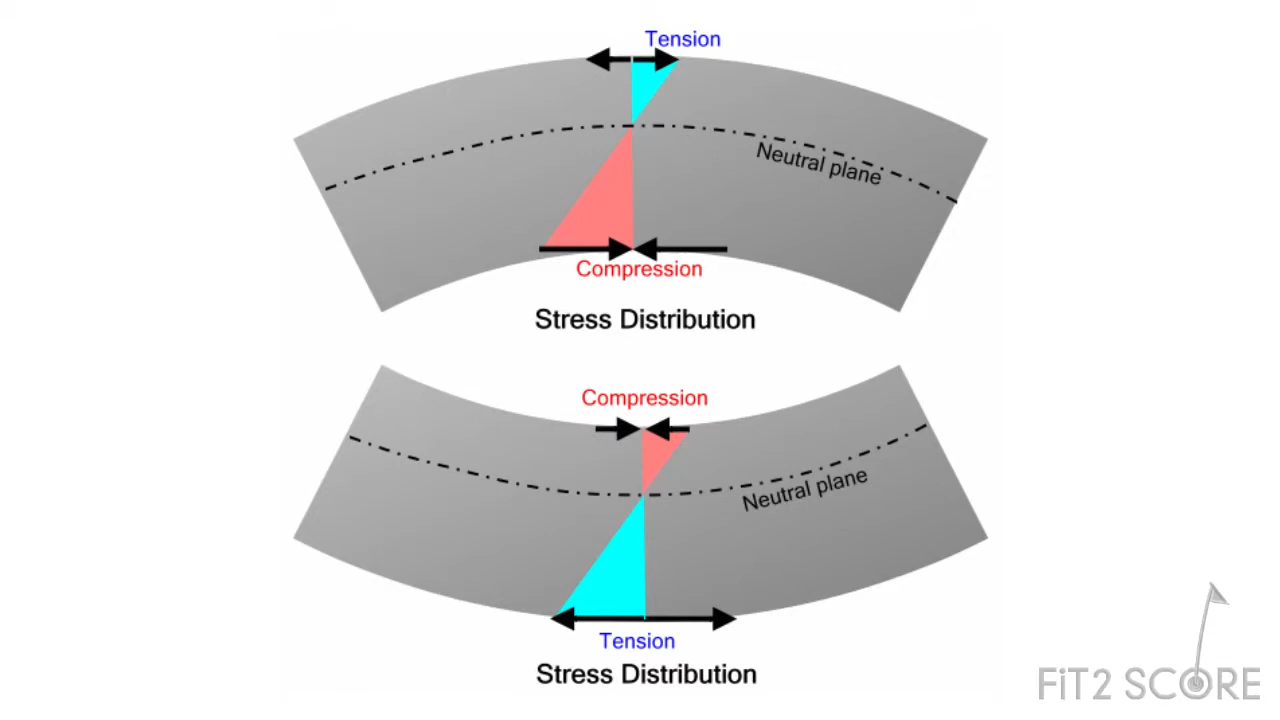 Tension
Neutral plane
Compression
Stress Distribution
Compression
Neutral plane
Tension
Stress Distribution
FiT2 SCORE